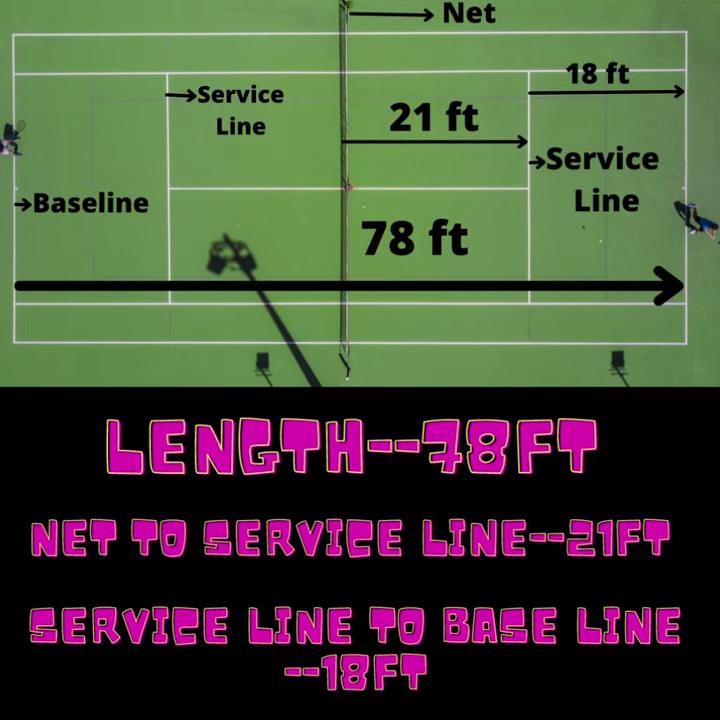 Net
18 ft
Service
Line
21 ft
Service
Line
Baseline
78 ft
LENGTH--78FT
NET TO SERVICE LINE--21FT
SERVICE LINE TO BASE LINE
--18FT